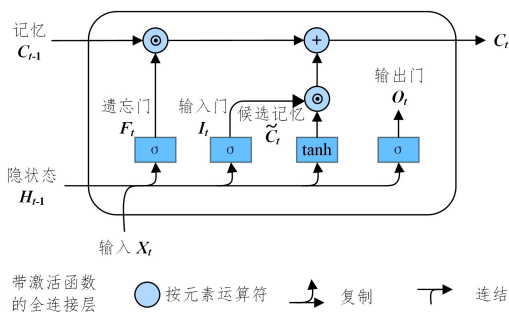 记忆
C_{t-1}
C_t
遗忘门
F_t
输入门
I_t
候选记忆
C̃_t
输出门
O_t
σ
σ
tanh
σ
隐状态
H_{t-1}
输入 X_t
带激活函数
的全连接层
按元素运算符
复制
连结